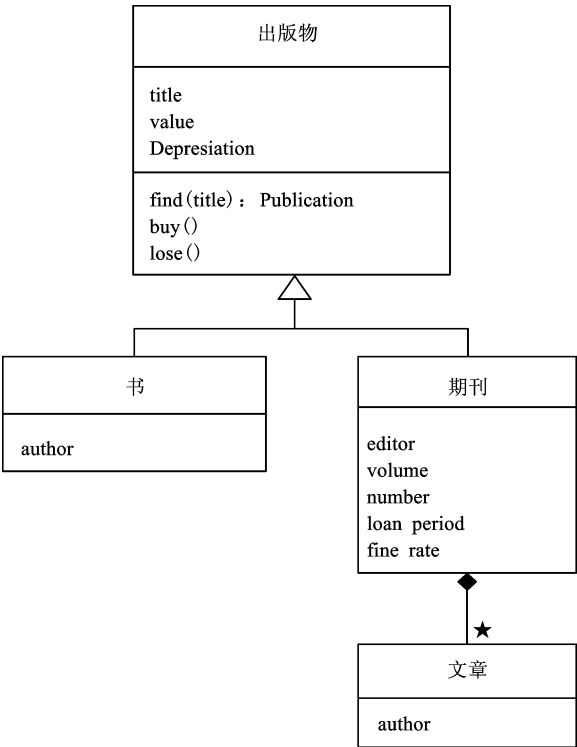 出版物
title
value
Depresiation
find(title)：Publication
buy()
lose()
书
author
期刊
editor
volume
number
loan period
fine rate
★
文章
author